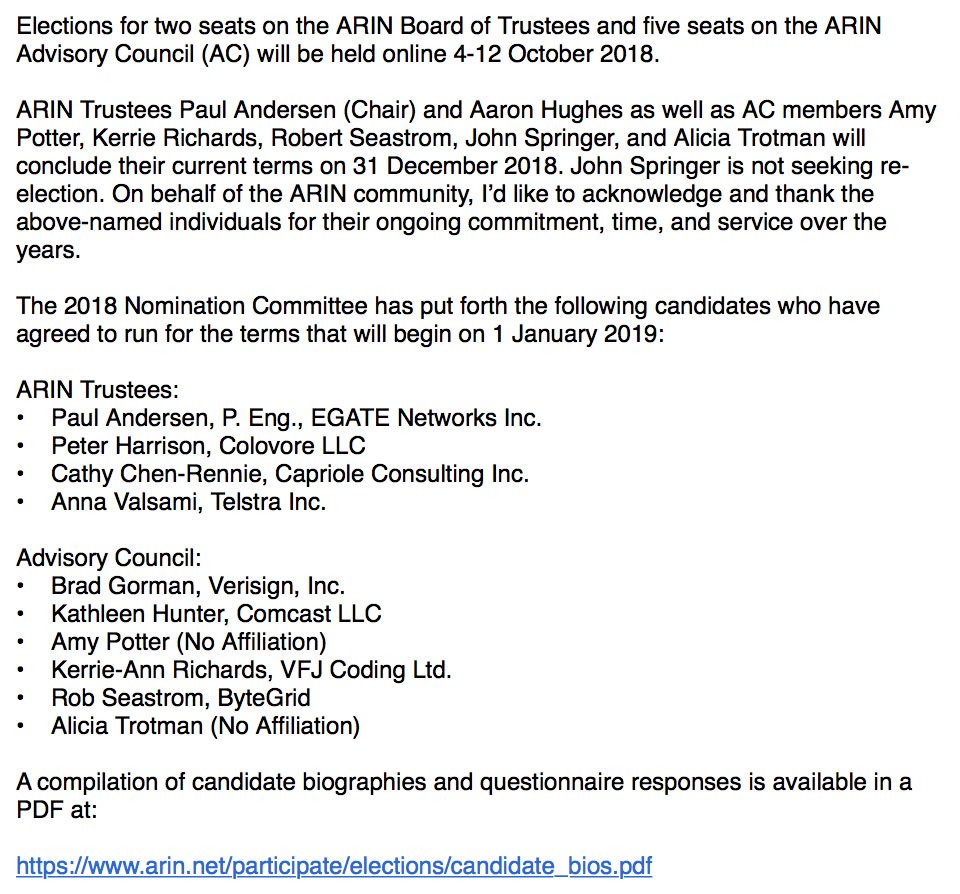 Elections for two seats on the ARIN Board of Trustees and five seats on the ARIN
Advisory Council (AC) will be held online 4-12 October 2018.
ARIN Trustees Paul Andersen (Chair) and Aaron Hughes as well as AC members Amy
Potter, Kerrie Richards, Robert Seastrom, John Springer, and Alicia Trotman will
conclude their current terms on 31 December 2018. John Springer is not seeking re-
election. On behalf of the ARIN community, I’d like to acknowledge and thank the
above-named individuals for their ongoing commitment, time, and service over the
years.
The 2018 Nomination Committee has put forth the following candidates who have
agreed to run for the terms that will begin on 1 January 2019:
ARIN Trustees:
• Paul Andersen, P. Eng., EGATE Networks Inc.
• Peter Harrison, Colovore LLC
• Cathy Chen-Rennie, Capriole Consulting Inc.
• Anna Valsami, Telstra Inc.
Advisory Council:
• Brad Gorman, Verisign, Inc.
• Kathleen Hunter, Comcast LLC
• Amy Potter (No Affiliation)
• Kerrie-Ann Richards, VFJ Coding Ltd.
• Rob Seastrom, ByteGrid
• Alicia Trotman (No Affiliation)
A compilation of candidate biographies and questionnaire responses is available in a
PDF at:
https://www.arin.net/participate/elections/candidate_bios.pdf